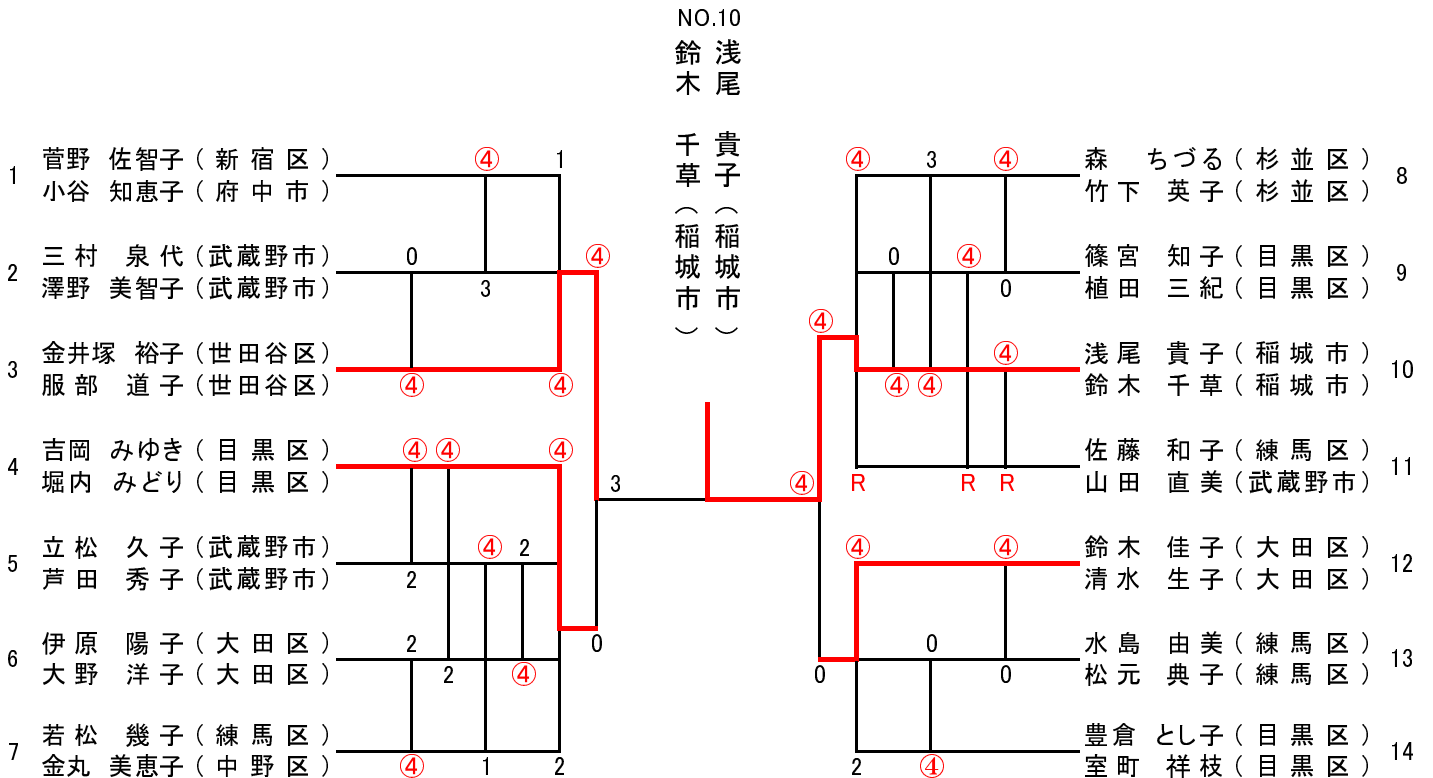 NO.10
浅尾 貴子（稲城市）
鈴木 千草（稲城市）
④ 1
1 菅野 佐智子（新宿区）
小谷 知恵子（府中市）
0 ④
2 三村 泉代（武蔵野市）
澤野 美智子（武蔵野市）
3
3 金井塚 裕子（世田谷区）
服部 道子（世田谷区）
④ ④
④ ④ ④
4 吉岡 みゆき（目黒区）
堀内 みどり（目黒区）
3
④ 2
5 立松 久子（武蔵野市）
芦田 秀子（武蔵野市）
2
2 0
6 伊原 陽子（大田区）
大野 洋子（大田区）
2 ④
7 若松 幾子（練馬区）
金丸 美恵子（中野区）
④ 1 2
④ 3 ④
森 ちづる（杉並区） 8
竹下 英子（杉並区）
0 ④
篠宮 知子（目黒区） 9
植田 三紀（目黒区）
0
④ ④
浅尾 貴子（稲城市） 10
鈴木 千草（稲城市）
④ ④
佐藤 和子（練馬区） 11
山田 直美（武蔵野市）
④ R R R
④ ④
鈴木 佳子（大田区） 12
清水 生子（大田区）
0
水島 由美（練馬区） 13
松元 典子（練馬区）
0 0
豊倉 とし子（目黒区） 14
室町 祥枝（目黒区）
2 ④